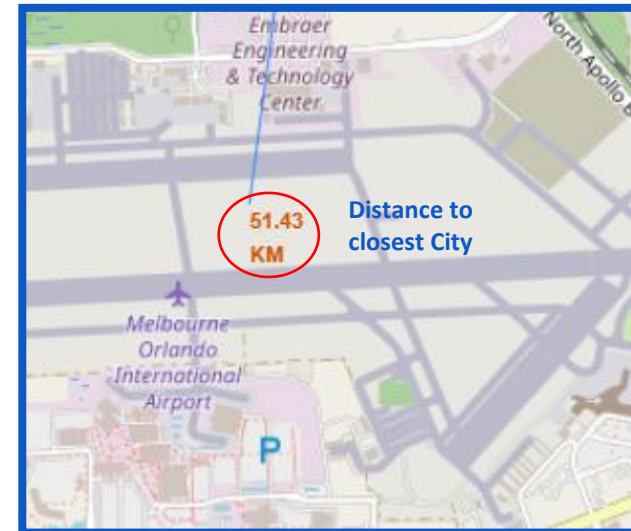 Embraer
Engineering
& Technology
Center
North Apollo B
51.43
KM
Distance to
closest City
Melbourne
Orlando
International
Airport
P